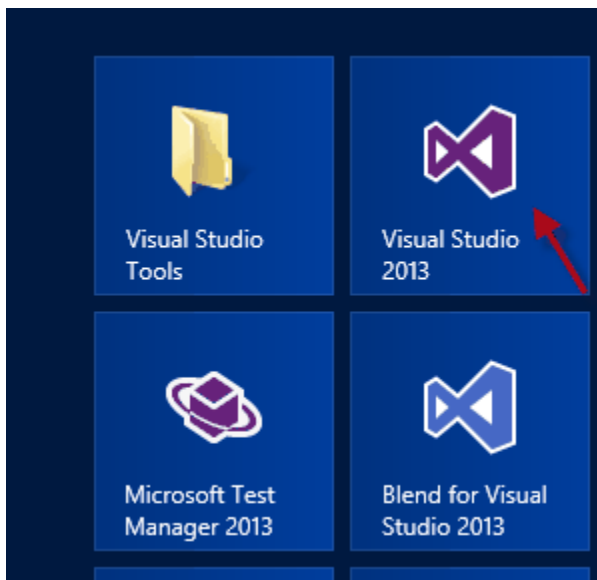 Visual Studio
Tools
Visual Studio
2013
Microsoft Test
Manager 2013
Blend for Visual
Studio 2013